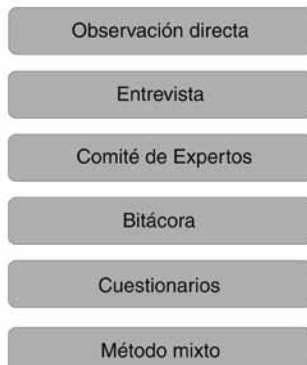 Observación directa
Entrevista
Comité de Expertos
Bitácora
Cuestionarios
Método mixto